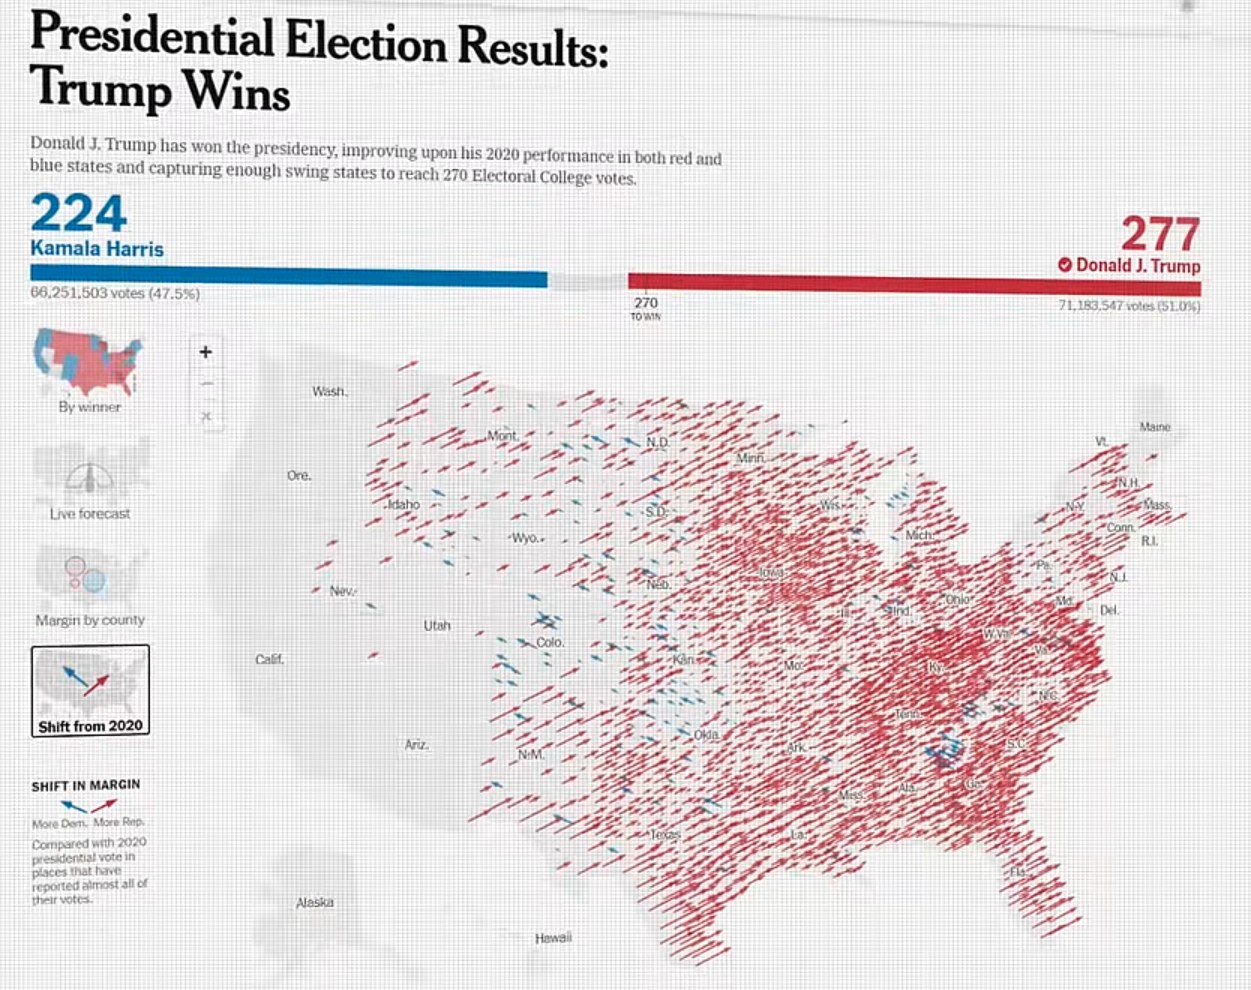 Presidential Election Results:
Trump Wins
Donald J. Trump has won the presidency, improving upon his 2020 performance in both red and
blue states and capturing enough swing states to reach 270 Electoral College votes.
224
277
Kamala Harris
Donald J. Trump
66,251,503 votes (47.5%)
270
TO WIN
71,183,547 votes (51.0%)
By winner
Live forecast
Margin by county
Shift from 2020
SHIFT IN MARGIN
More Dem. More Rep.
Compared with 2020
presidential vote in
places that have
reported almost all of
their votes.
+
−
×
Wash.
Mont.
N.D.
Minn.
Maine
Vt.
Ore.
Idaho
S.D.
Wis.
N.H.
N.Y.
Mass.
Wyo.
Mich.
Conn.
R.I.
Nev.
Neb.
Iowa
Pa.
N.J.
Utah
Colo.
Ill.
Ind.
Ohio
Md.
Del.
Calif.
Kan.
Mo.
Ky.
W.Va.
Va.
Ariz.
N.M.
Okla.
Ark.
Tenn.
N.C.
S.C.
Texas
La.
Miss.
Ala.
Ga.
Fla.
Alaska
Hawaii